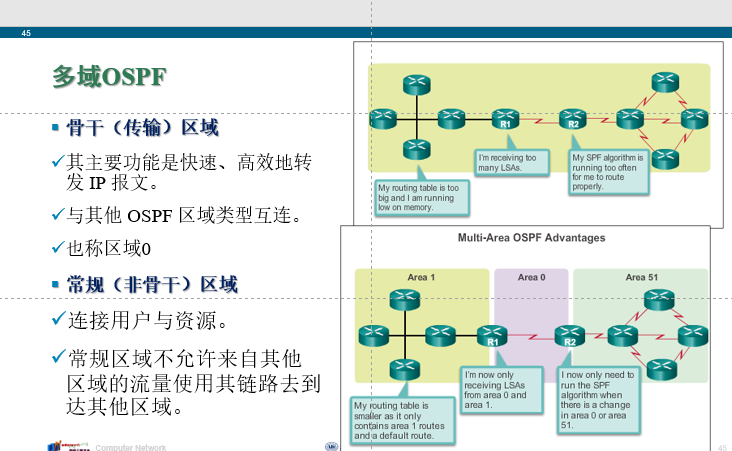 45
多域OSPF
骨干（传输）区域
其主要功能是快速、高效地转
发 IP 报文。
与其他 OSPF 区域类型互连。
也称区域0
常规（非骨干）区域
连接用户与资源。
常规区域不允许来自其他
区域的流量使用其链路去到
达其他区域。
R1
R2
I'm receiving too
many LSAs.
My SPF algorithm is
running too often
for me to route
properly.
My routing table is too
big and I am running
low on memory.
Multi-Area OSPF Advantages
Area 1
Area 0
Area 51
R1
R2
I'm now only
receiving LSAs
from area 0 and
area 1.
I now only need to
run the SPF
algorithm when
there is a change
in area 0 or area
51.
My routing table is
smaller as it only
contains area 1 routes
and a default route.
Computer Network
45